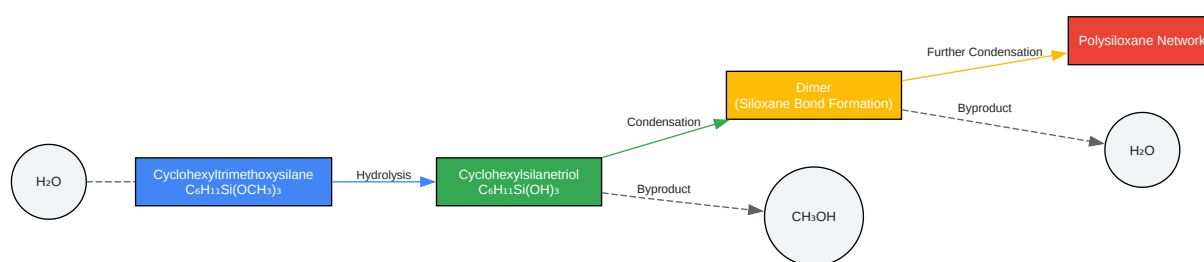 H₂O
Cyclohexyltrimethoxysilane
C₆H₁₁Si(OCH₃)₃
Hydrolysis
Cyclohexylsilanetriol
C₆H₁₁Si(OH)₃
Condensation
Byproduct
CH₃OH
Dimer
(Siloxane Bond Formation)
Further Condensation
Byproduct
Polysiloxane Network
H₂O